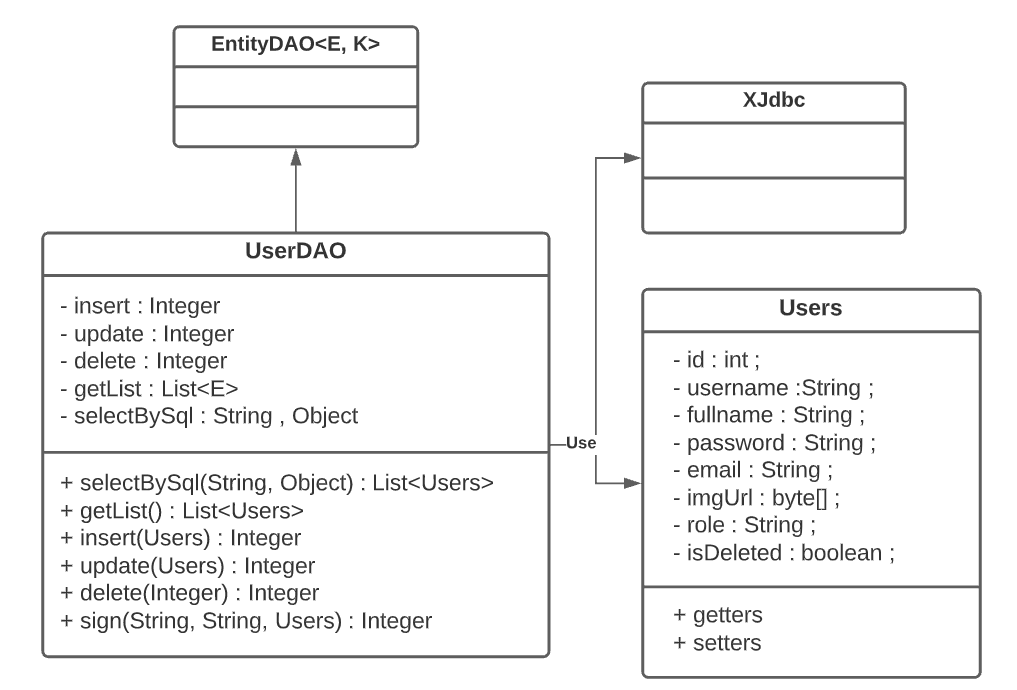 EntityDAO<E, K>
XJdbc
UserDAO
- insert : Integer
- update : Integer
- delete : Integer
- getList : List<E>
- selectBySql : String , Object
+ selectBySql(String, Object) : List<Users>
+ getList() : List<Users>
+ insert(Users) : Integer
+ update(Users) : Integer
+ delete(Integer) : Integer
+ sign(String, String, Users) : Integer
Use
Users
- id : int ;
- username :String ;
- fullname : String ;
- password : String ;
- email : String ;
- imgUrl : byte[] ;
- role : String ;
- isDeleted : boolean ;
+ getters
+ setters